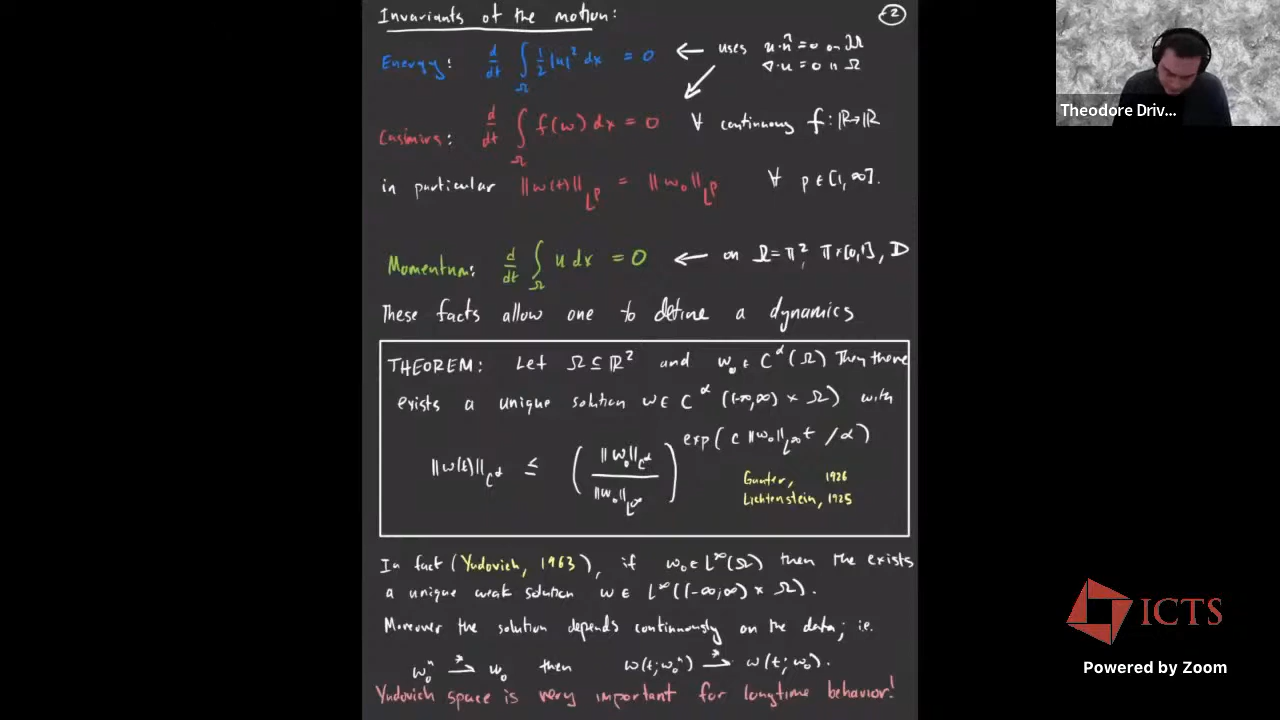 Invariants of the motion:
②
Energy: d/dt ∫_Ω ½|u|² dx = 0 ← uses u·n̂ = 0 on ∂Ω
∇·u = 0 in Ω
Casimirs: d/dt ∫_Ω f(ω) dx = 0 ∀ continuous f: ℝ→ℝ
in particular ||ω(t)||_{L^p} = ||ω₀||_{L^p} ∀ p ∈ [1, ∞].
Momentum: d/dt ∫_Ω u dx = 0 ← on Ω = 𝕋², 𝕋×[0,1], D
These facts allow one to define a dynamics
THEOREM: Let Ω ⊆ ℝ² and ω₀ ∈ C^α(Ω) Then there
exists a unique solution ω ∈ C^α((-∞,∞) × Ω) with
||ω(t)||_{C^α} ≤ ( ||ω₀||_{C^α} / ||ω₀||_{L^∞} )^{exp( c ||ω₀||_{L^∞} t / α )}
Gunter, 1926
Lichtenstein, 1925
In fact (Yudovich, 1963), if ω₀ ∈ L^∞(Ω) then the exists
a unique weak solution ω ∈ L^∞((-∞,∞) × Ω).
Moreover the solution depends continuously on the data; i.e.
ω₀ⁿ ⇀* ω₀ then ω(t; ω₀ⁿ) ⇀* ω(t; ω₀).
Yudovich space is very important for longtime behavior!
Theodore Driv...
ICTS
Powered by Zoom